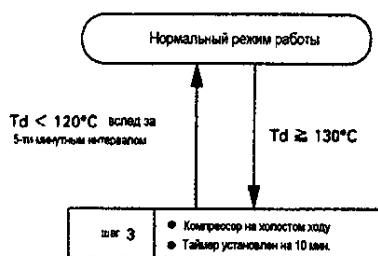 Нормальный режим работы
Td < 120°C вслед за
5-ти минутным интервалом
Td ≧ 130°C
шаг 3
● Компрессор на холостом ходу
● Таймер установлен на 10 мин.